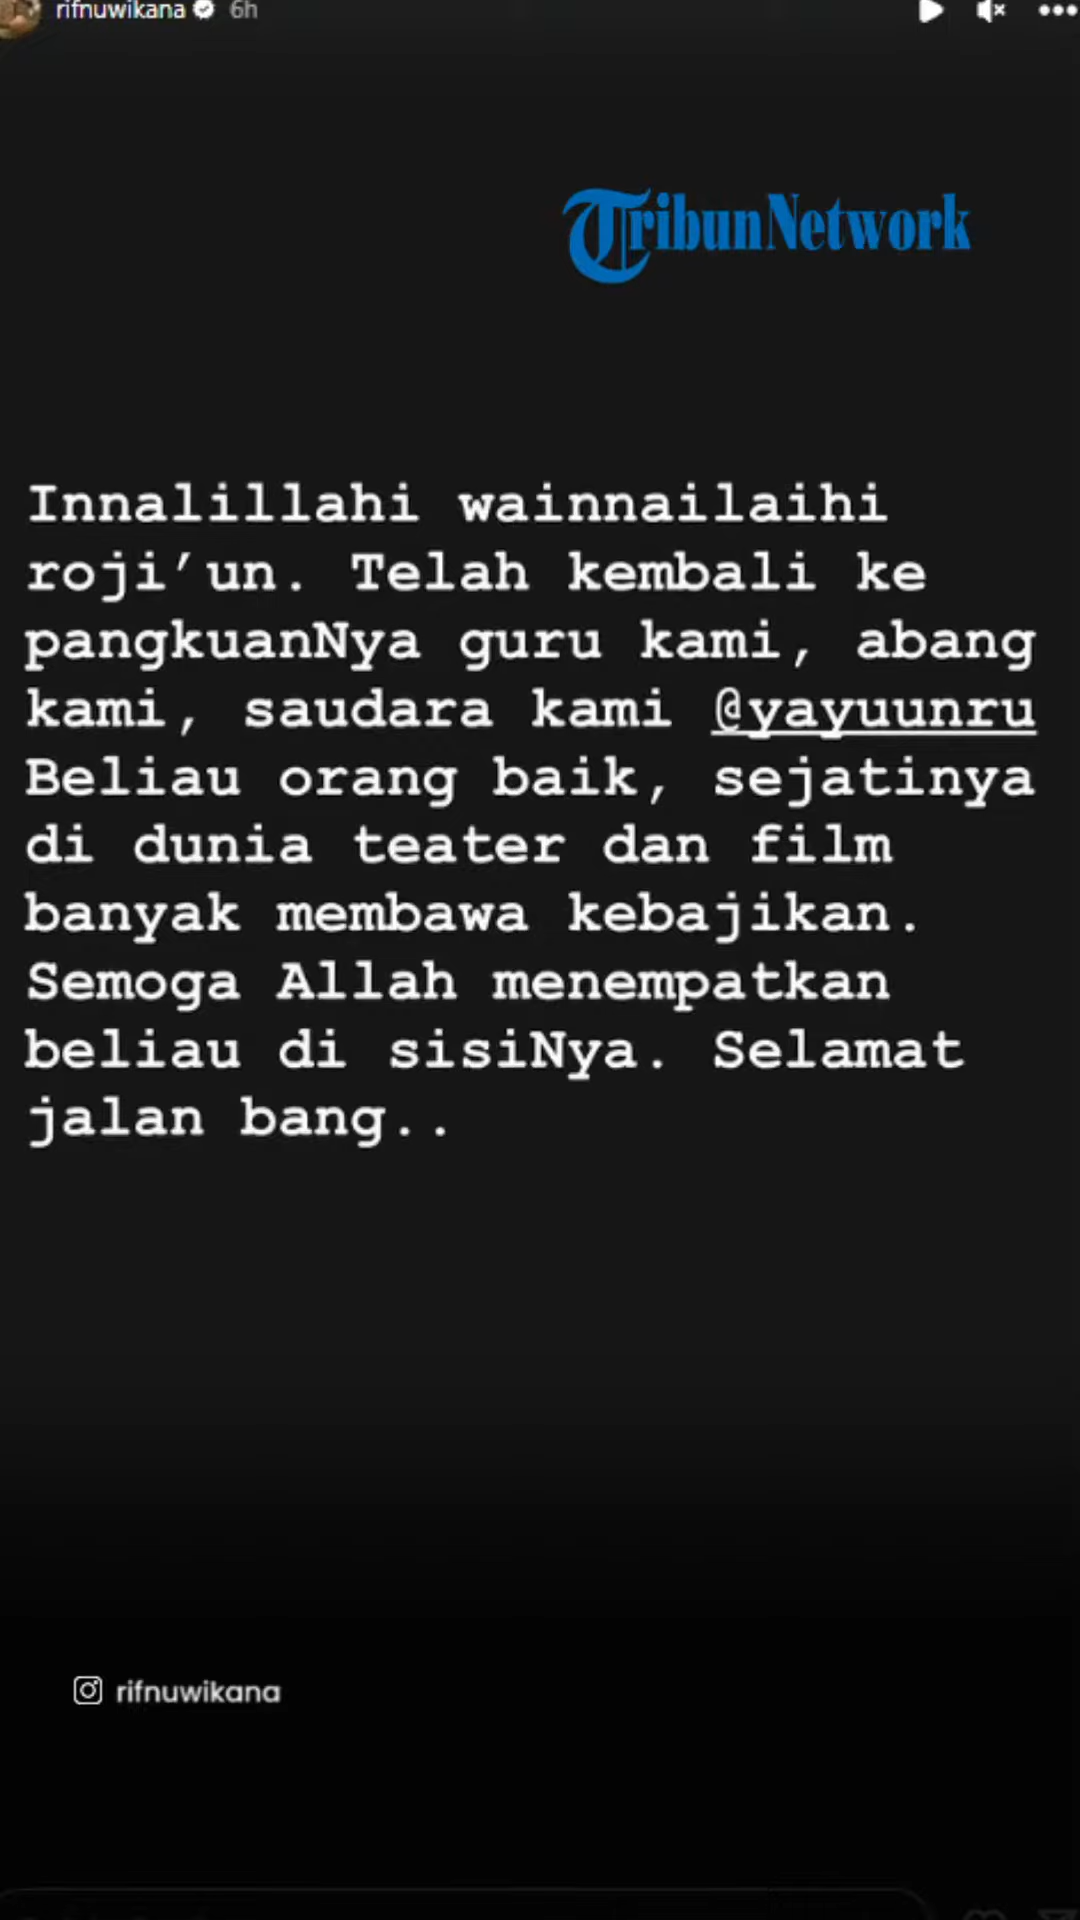 rifnuwikana 6h
TribunNetwork
Innalillahi wainnailaihi
roji’un. Telah kembali ke
pangkuanNya guru kami, abang
kami, saudara kami @yayuunru
Beliau orang baik, sejatinya
di dunia teater dan film
banyak membawa kebajikan.
Semoga Allah menempatkan
beliau di sisiNya. Selamat
jalan bang..
rifnuwikana